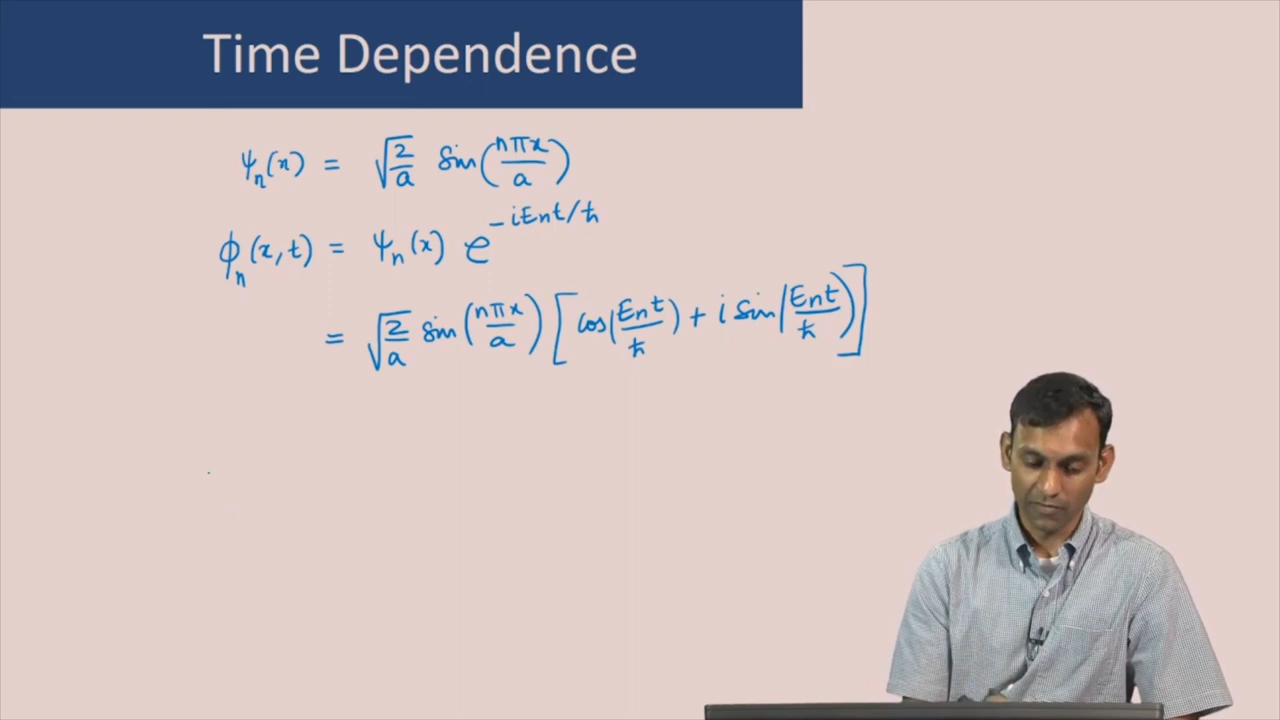 Time Dependence
ψₙ(x) = √(2/a) sin(nπx/a)
ϕₙ(x,t) = ψₙ(x) e^(-iEₙt/ħ)
= √(2/a) sin(nπx/a) [cos(Eₙt/ħ) + i sin(Eₙt/ħ)]